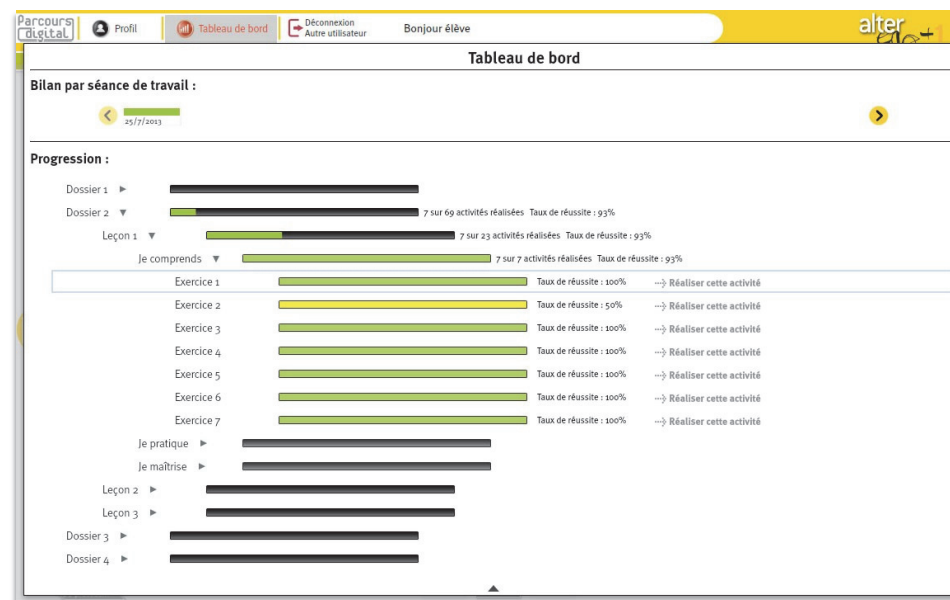 Parcours digital Profil Tableau de bord Déconnexion Autre utilisateur Bonjour élève alter ego +1
Tableau de bord
Bilan par séance de travail :
25/7/2013
Progression :
Dossier 1
Dossier 2 7 sur 69 activités réalisées Taux de réussite : 93%
Leçon 1 7 sur 23 activités réalisées Taux de réussite : 93%
Je comprends 7 sur 7 activités réalisées Taux de réussite : 93%
Exercice 1 Taux de réussite : 100% Réaliser cette activité
Exercice 2 Taux de réussite : 50% Réaliser cette activité
Exercice 3 Taux de réussite : 100% Réaliser cette activité
Exercice 4 Taux de réussite : 100% Réaliser cette activité
Exercice 5 Taux de réussite : 100% Réaliser cette activité
Exercice 6 Taux de réussite : 100% Réaliser cette activité
Exercice 7 Taux de réussite : 100% Réaliser cette activité
Je pratique
Je maîtrise
Leçon 2
Leçon 3
Dossier 3
Dossier 4